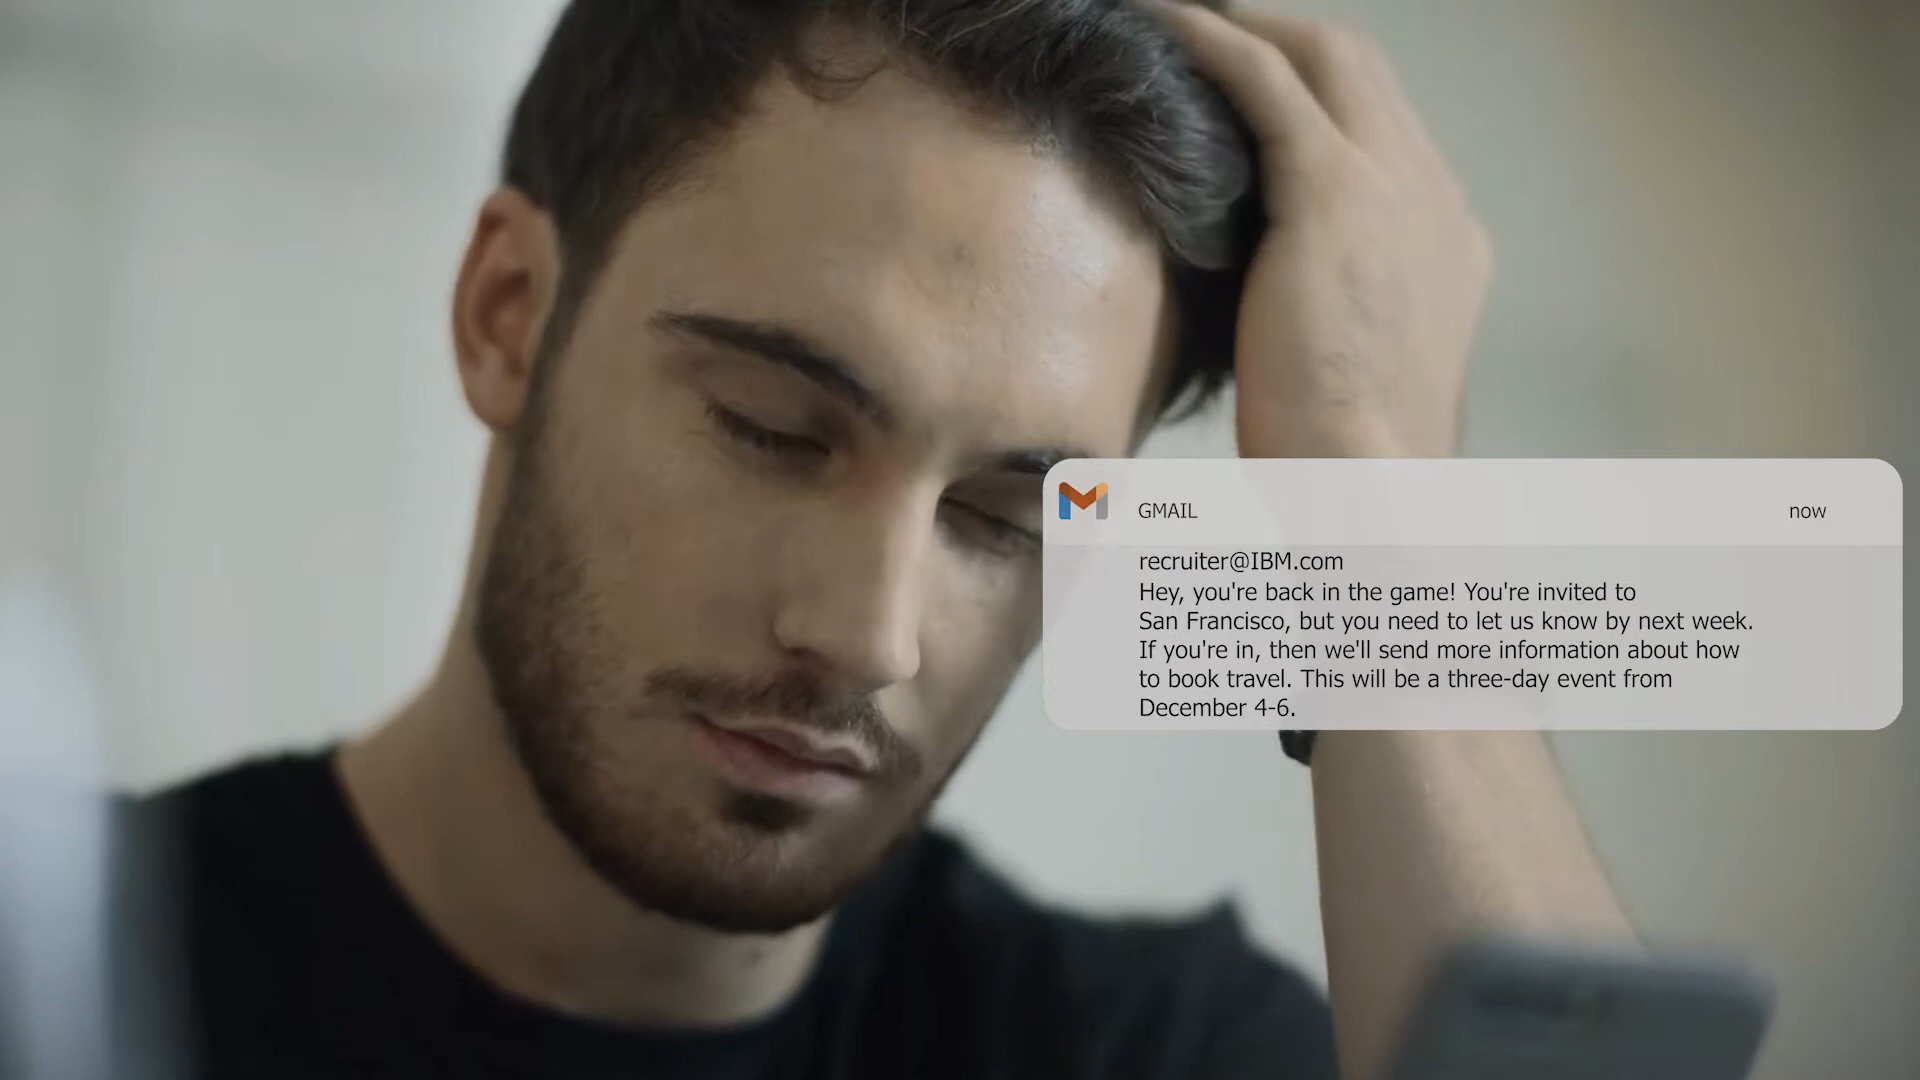 GMAIL now
recruiter@IBM.com
Hey, you're back in the game! You're invited to
San Francisco, but you need to let us know by next week.
If you're in, then we'll send more information about how
to book travel. This will be a three-day event from
December 4-6.